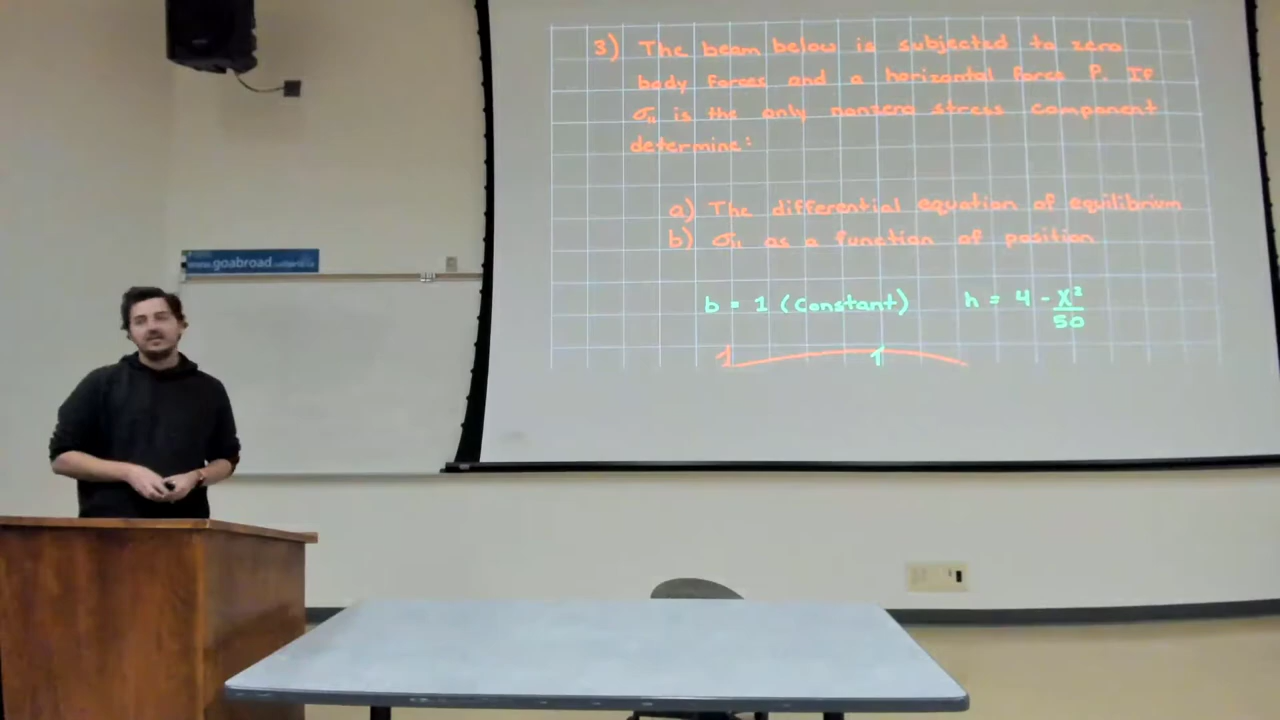 3) The beam below is subjected to zero
body forces and a horizontal force P. If
σ₁₁ is the only nonzero stress component
determine:
a) The differential equation of equilibrium
b) σ₁₁ as a function of position
b = 1 (Constant) h = 4 - X²
50
www.goabroad